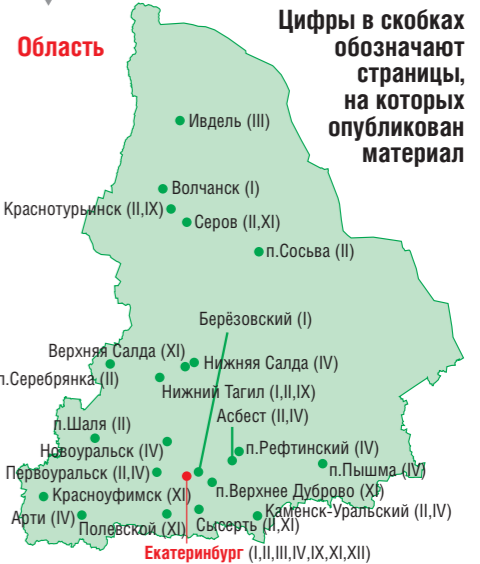 Область
Цифры в скобках
обозначают
страницы,
на которых
опубликован
материал
Ивдель (III)
Волчанск (I)
Краснотурьинск (II,IX)
Серов (II,XI)
п.Сосьва (II)
Берёзовский (I)
Верхняя Салда (XI)
Нижняя Салда (IV)
п.Серебрянка (II)
Нижний Тагил (I,II,IX)
Асбест (II,IV)
п.Шаля (II)
Новоуральск (IV)
п.Рефтинский (IV)
Первоуральск (II,IV)
п.Пышма (IV)
Красноуфимск (XI)
п.Верхнее Дуброво (XI)
Арти (IV)
Полевской (XI)
Сысерть (II,XI)
Каменск-Уральский (II,IV)
Екатеринбург (I,II,III,IV,IX,XI,XII)